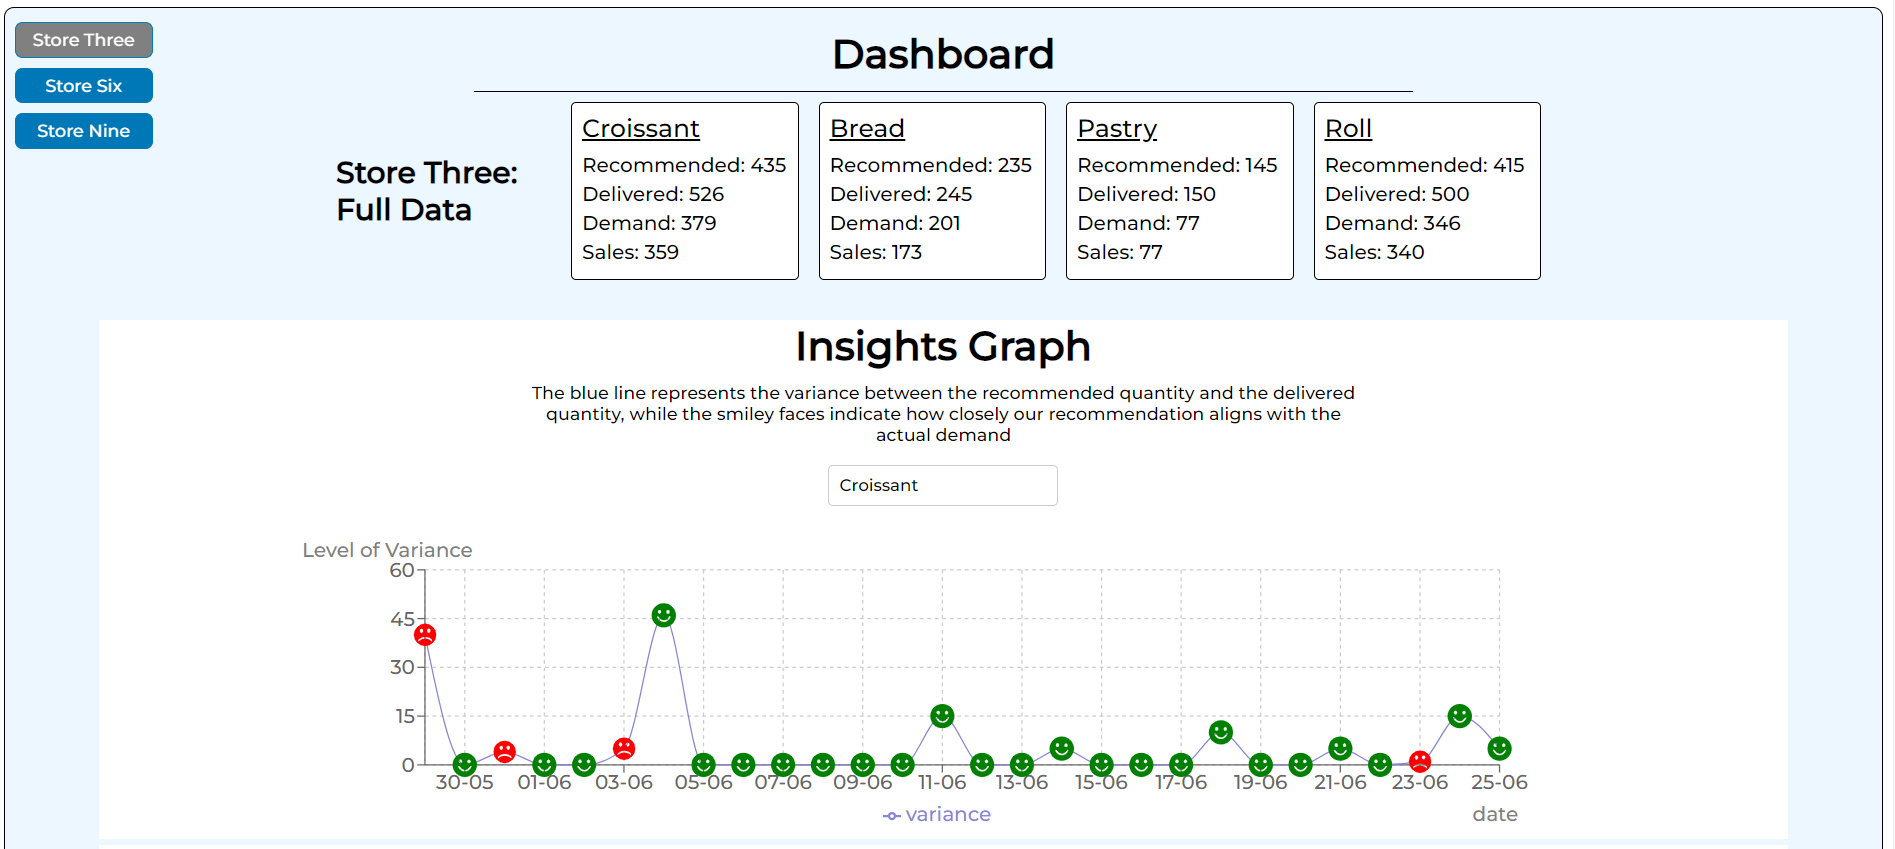 Store Three
Store Six
Store Nine
Dashboard
Store Three:
Full Data
Croissant
Recommended: 435
Delivered: 526
Demand: 379
Sales: 359
Bread
Recommended: 235
Delivered: 245
Demand: 201
Sales: 173
Pastry
Recommended: 145
Delivered: 150
Demand: 77
Sales: 77
Roll
Recommended: 415
Delivered: 500
Demand: 346
Sales: 340
Insights Graph
The blue line represents the variance between the recommended quantity and the delivered
quantity, while the smiley faces indicate how closely our recommendation aligns with the
actual demand
Croissant
Level of Variance
60
45
30
15
0
30-05 01-06 03-06 05-06 07-06 09-06 11-06 13-06 15-06 17-06 19-06 21-06 23-06 25-06
variance
date